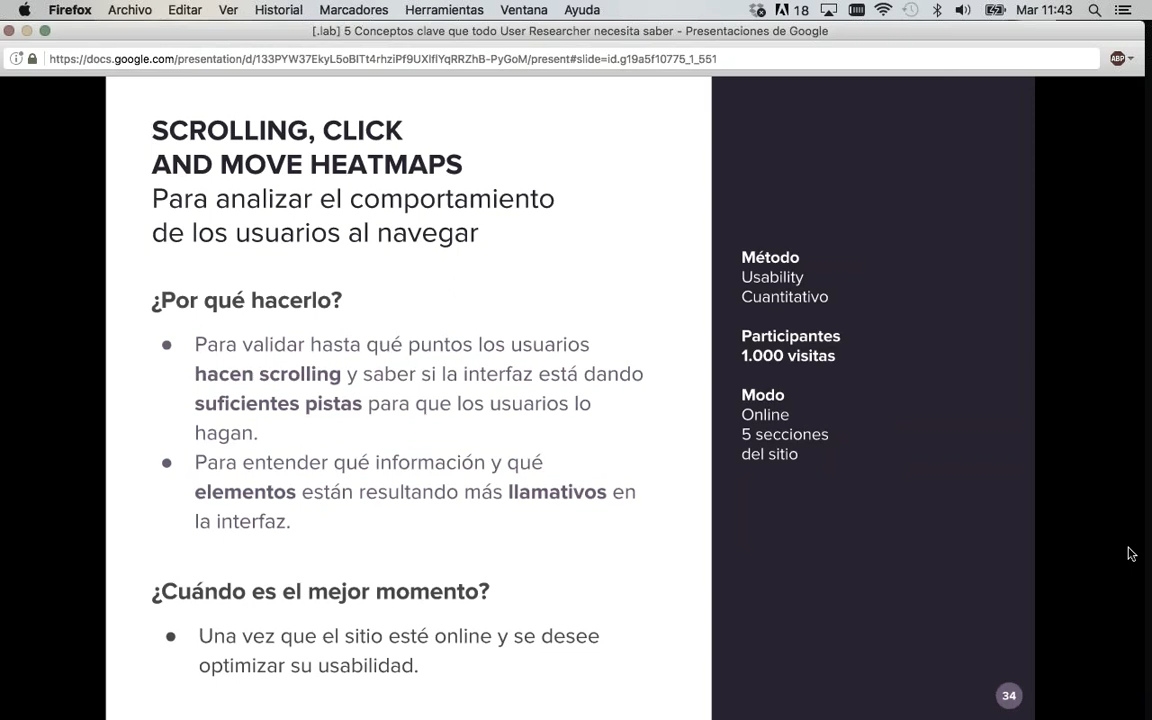 Firefox Archivo Editar Ver Historial Marcadores Herramientas Ventana Ayuda 18 Mar 11:43
[.lab] 5 Conceptos clave que todo User Researcher necesita saber - Presentaciones de Google
https://docs.google.com/presentation/d/133PYW37EkyL5oBITt4rhziPf9UXlflYqRRZhB-PyGoM/present#slide=id.g19a5f10775_1_551
ABP
SCROLLING, CLICK
AND MOVE HEATMAPS
Para analizar el comportamiento
de los usuarios al navegar
¿Por qué hacerlo?
● Para validar hasta qué puntos los usuarios
hacen scrolling y saber si la interfaz está dando
suficientes pistas para que los usuarios lo
hagan.
● Para entender qué información y qué
elementos están resultando más llamativos en
la interfaz.
¿Cuándo es el mejor momento?
● Una vez que el sitio esté online y se desee
optimizar su usabilidad.
Método
Usability
Cuantitativo
Participantes
1.000 visitas
Modo
Online
5 secciones
del sitio
34